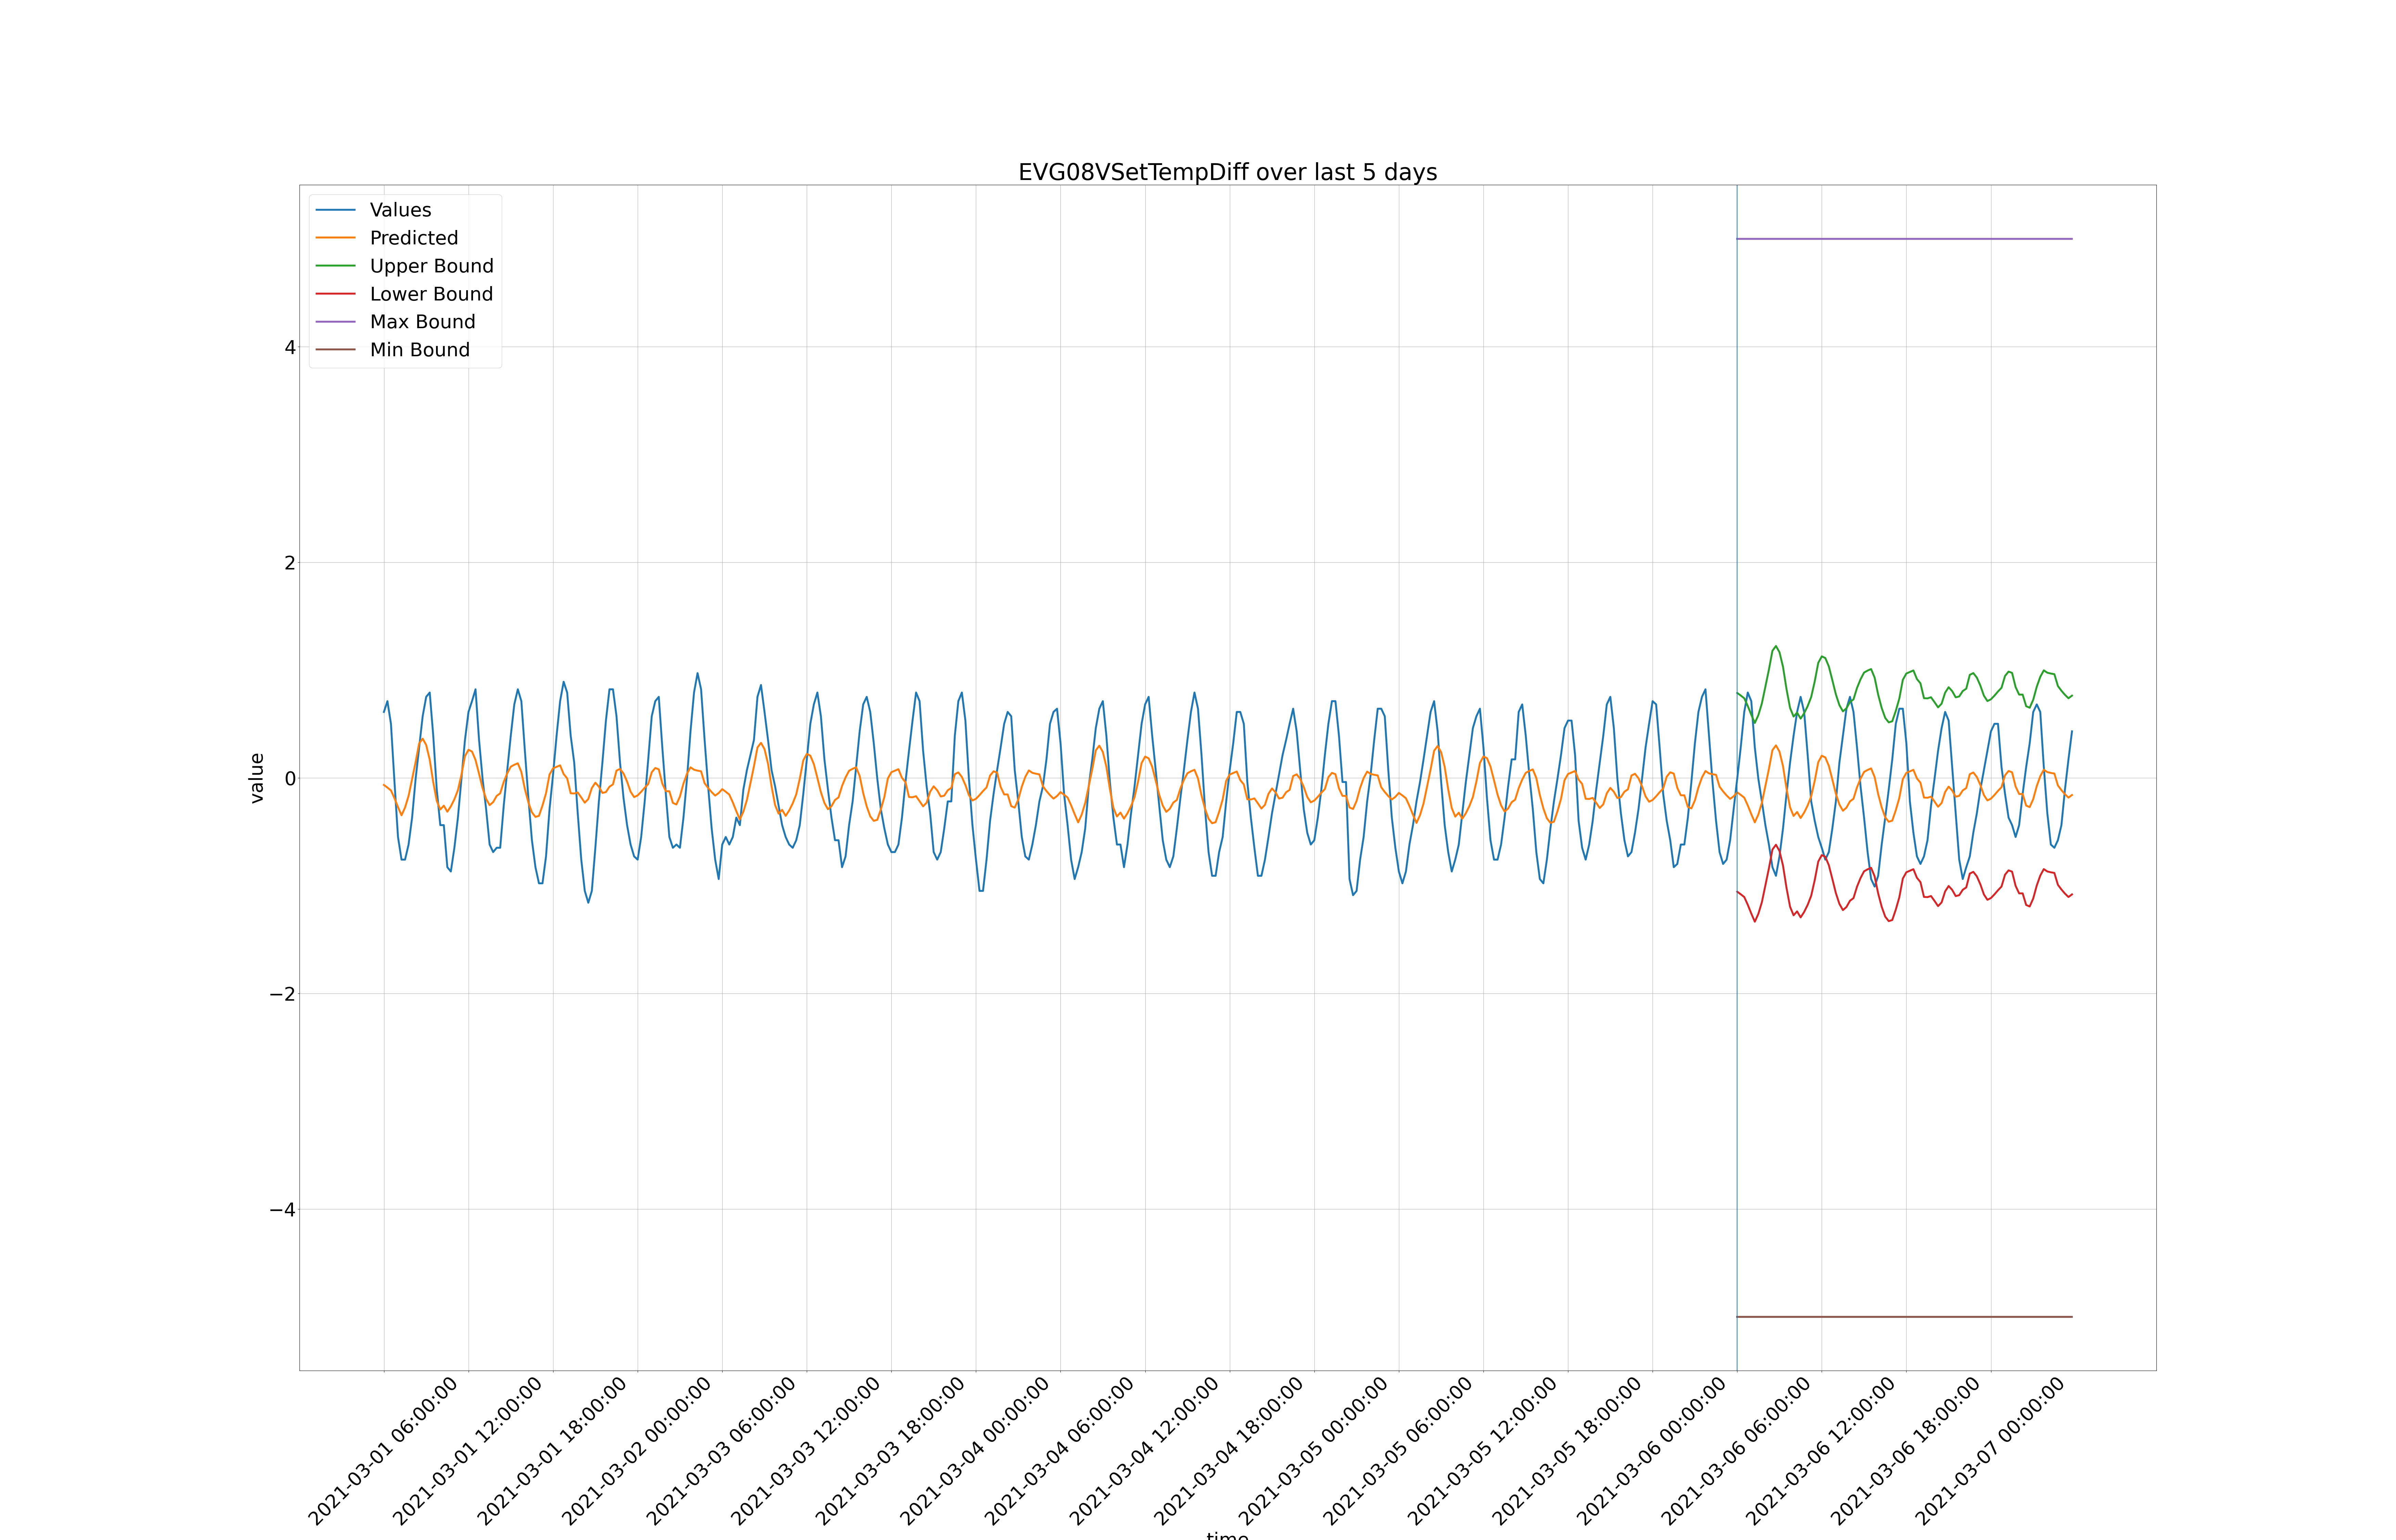 EVG08VSetTempDiff over last 5 days
Values
Predicted
Upper Bound
Lower Bound
Max Bound
Min Bound
value
4
2
0
−2
−4
2021-03-01 06:00:00
2021-03-01 12:00:00
2021-03-01 18:00:00
2021-03-02 00:00:00
2021-03-03 06:00:00
2021-03-03 12:00:00
2021-03-03 18:00:00
2021-03-04 00:00:00
2021-03-04 06:00:00
2021-03-04 12:00:00
2021-03-04 18:00:00
2021-03-05 00:00:00
2021-03-05 06:00:00
2021-03-05 12:00:00
2021-03-05 18:00:00
2021-03-06 00:00:00
2021-03-06 06:00:00
2021-03-06 12:00:00
2021-03-06 18:00:00
2021-03-07 00:00:00
time